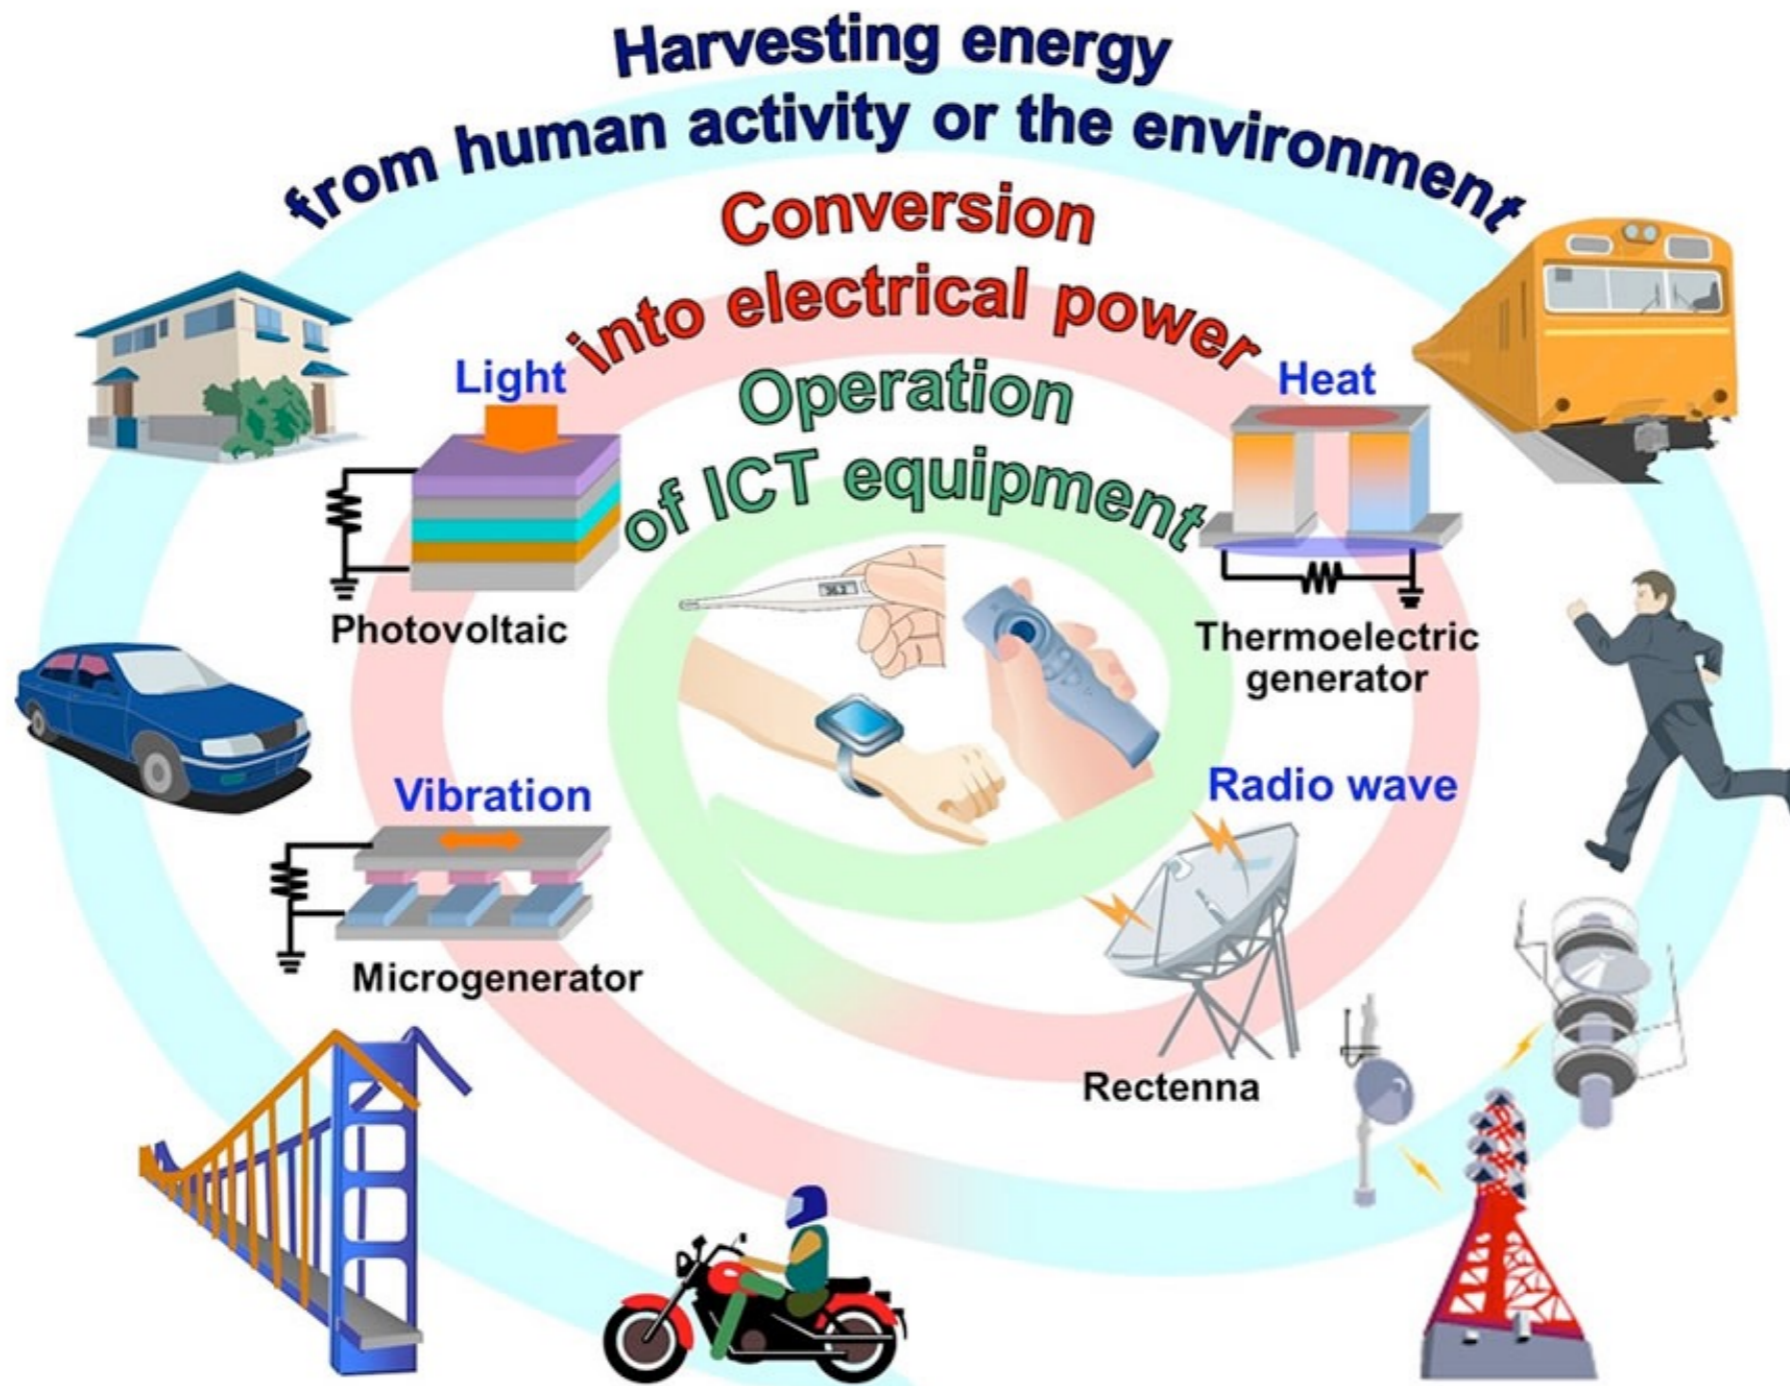 Harvesting energy
from human activity or the environment
Conversion
into electrical power
Operation
of ICT equipment
Light
Photovoltaic
Heat
Thermoelectric
generator
Vibration
Microgenerator
Radio wave
Rectenna